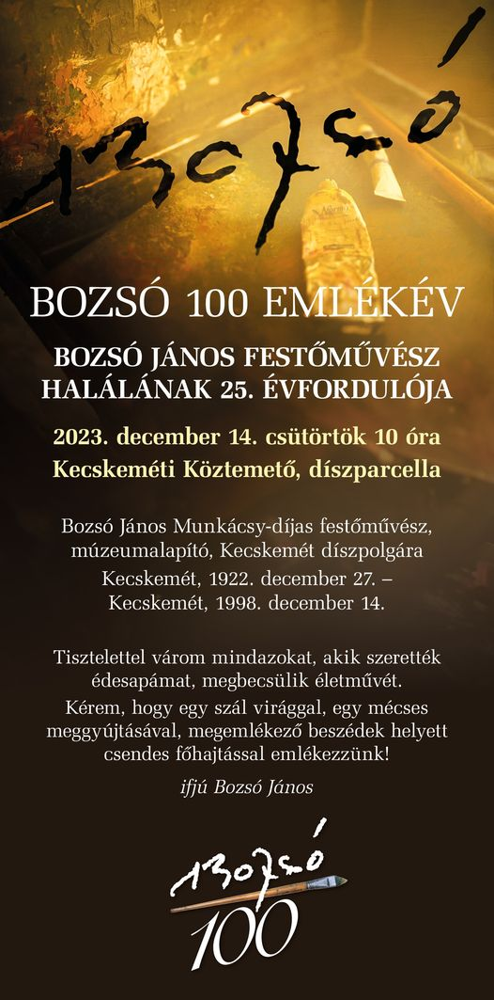 Bozsó
BOZSÓ 100 EMLÉKÉV
BOZSÓ JÁNOS FESTŐMŰVÉSZ
HALÁLÁNAK 25. ÉVFORDULÓJA
2023. december 14. csütörtök 10 óra
Kecskeméti Köztemető, díszparcella
Bozsó János Munkácsy-díjas festőművész,
múzeumalapító, Kecskemét díszpolgára
Kecskemét, 1922. december 27. –
Kecskemét, 1998. december 14.
Tisztelettel várom mindazokat, akik szerették
édesapámat, megbecsülik életművét.
Kérem, hogy egy szál virággal, egy mécses
meggyújtásával, megemlékező beszédek helyett
csendes főhajtással emlékezzünk!
ifjú Bozsó János
Bozsó
100